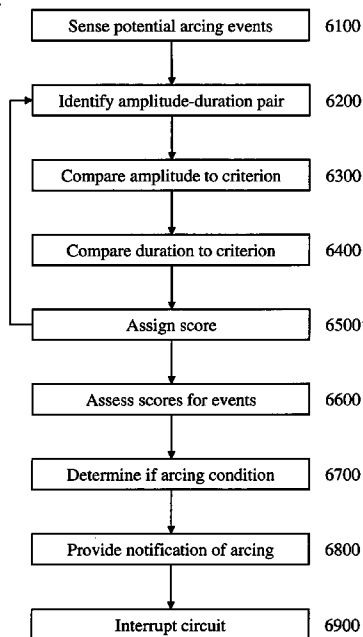 Sense potential arcing events 6100
Identify amplitude-duration pair 6200
Compare amplitude to criterion 6300
Compare duration to criterion 6400
Assign score 6500
Assess scores for events 6600
Determine if arcing condition 6700
Provide notification of arcing 6800
Interrupt circuit 6900